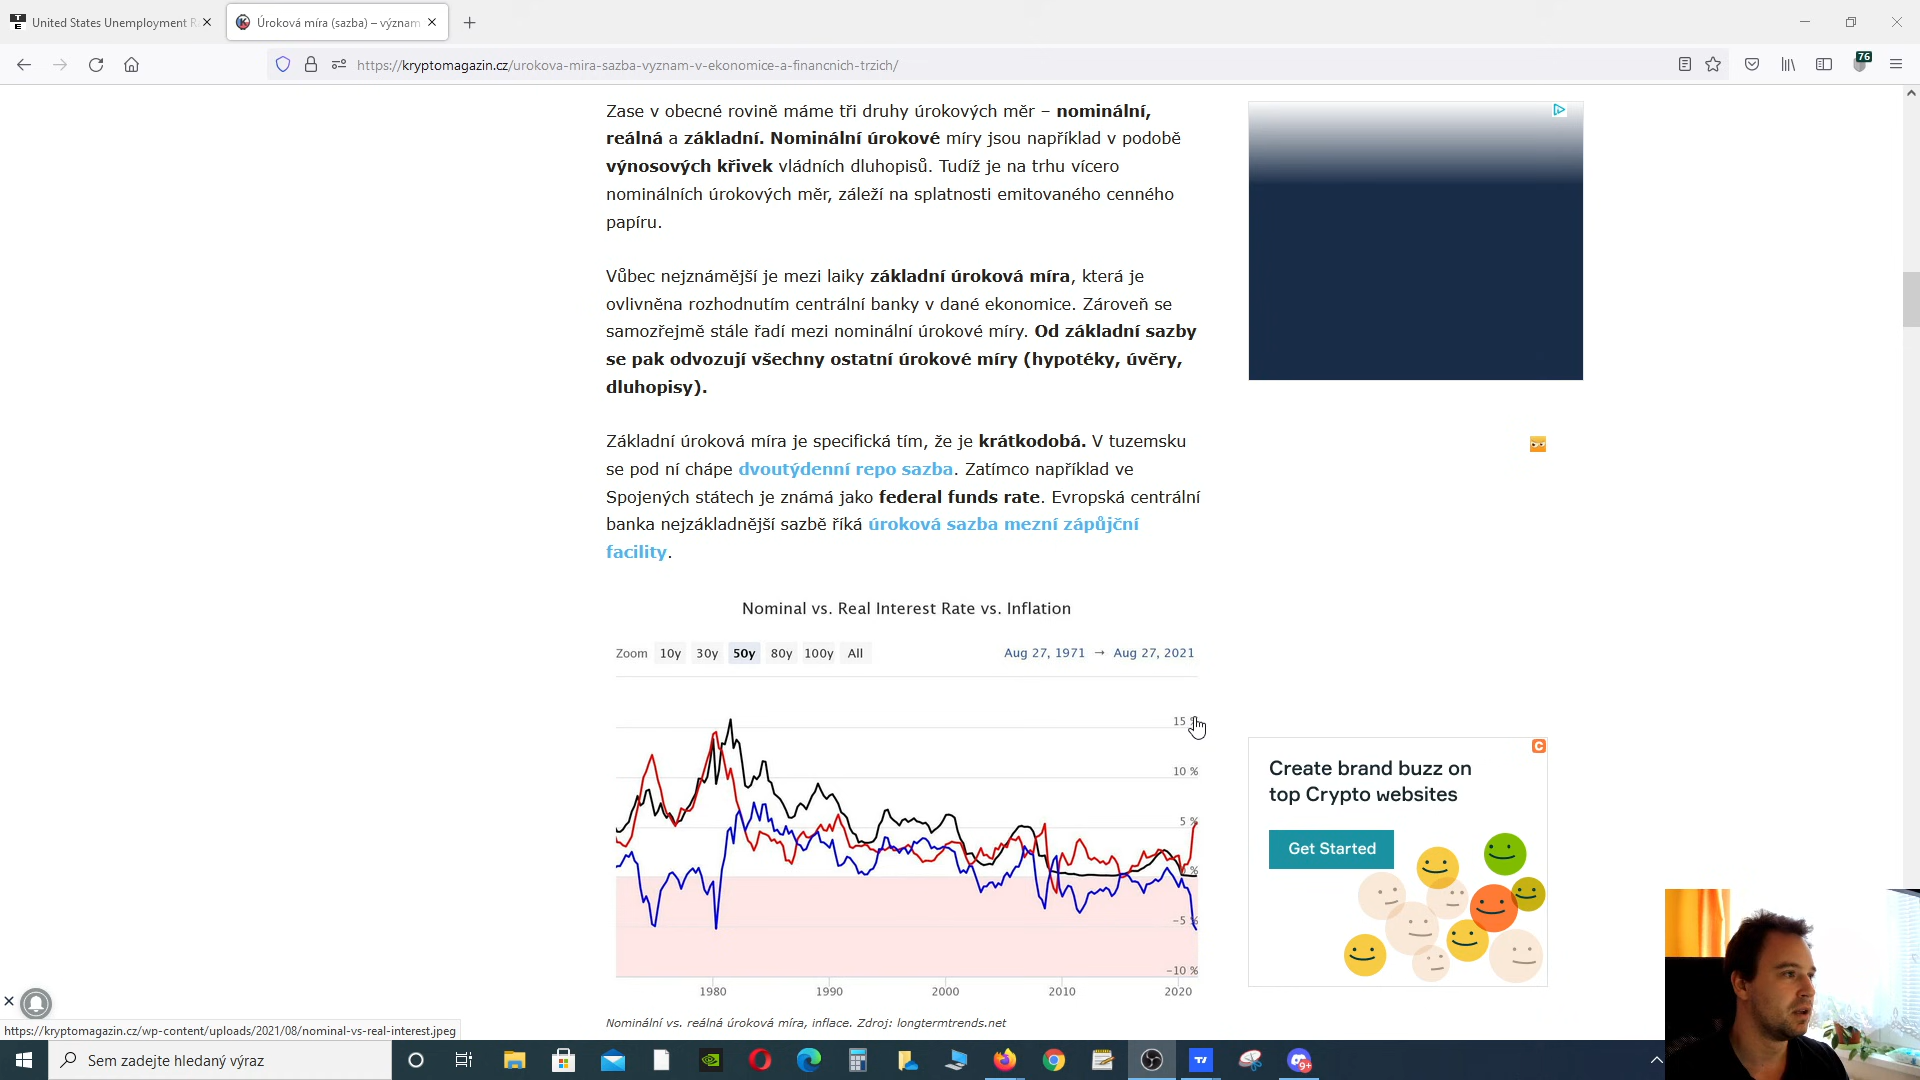 United States Unemployment R
Úroková míra (sazba) – význam
https://kryptomagazin.cz/urokova-mira-sazba-vyznam-v-ekonomice-a-financnich-trzich/
76
Zase v obecné rovině máme tři druhy úrokových měr – nominální,
reálná a základní. Nominální úrokové míry jsou například v podobě
výnosových křivek vládních dluhopisů. Tudíž je na trhu vícero
nominálních úrokových měr, záleží na splatnosti emitovaného cenného
papíru.
Vůbec nejznámější je mezi laiky základní úroková míra, která je
ovlivněna rozhodnutím centrální banky v dané ekonomice. Zároveň se
samozřejmě stále řadí mezi nominální úrokové míry. Od základní sazby
se pak odvozují všechny ostatní úrokové míry (hypotéky, úvěry,
dluhopisy).
Základní úroková míra je specifická tím, že je krátkodobá. V tuzemsku
se pod ní chápe dvoutýdenní repo sazba. Zatímco například ve
Spojených státech je známá jako federal funds rate. Evropská centrální
banka nejzákladnější sazbě říká úroková sazba mezní zápůjční
facility.
Nominal vs. Real Interest Rate vs. Inflation
Zoom 10y 30y 50y 80y 100y All Aug 27, 1971 → Aug 27, 2021
15 %
10 %
5 %
%
−5 %
−10 %
1980 1990 2000 2010 2020
Nominální vs. reálná úroková míra, inflace. Zdroj: longtermtrends.net
Create brand buzz on
top Crypto websites
Get Started
https://kryptomagazin.cz/wp-content/uploads/2021/08/nominal-vs-real-interest.jpeg
Sem zadejte hledaný výraz
9+